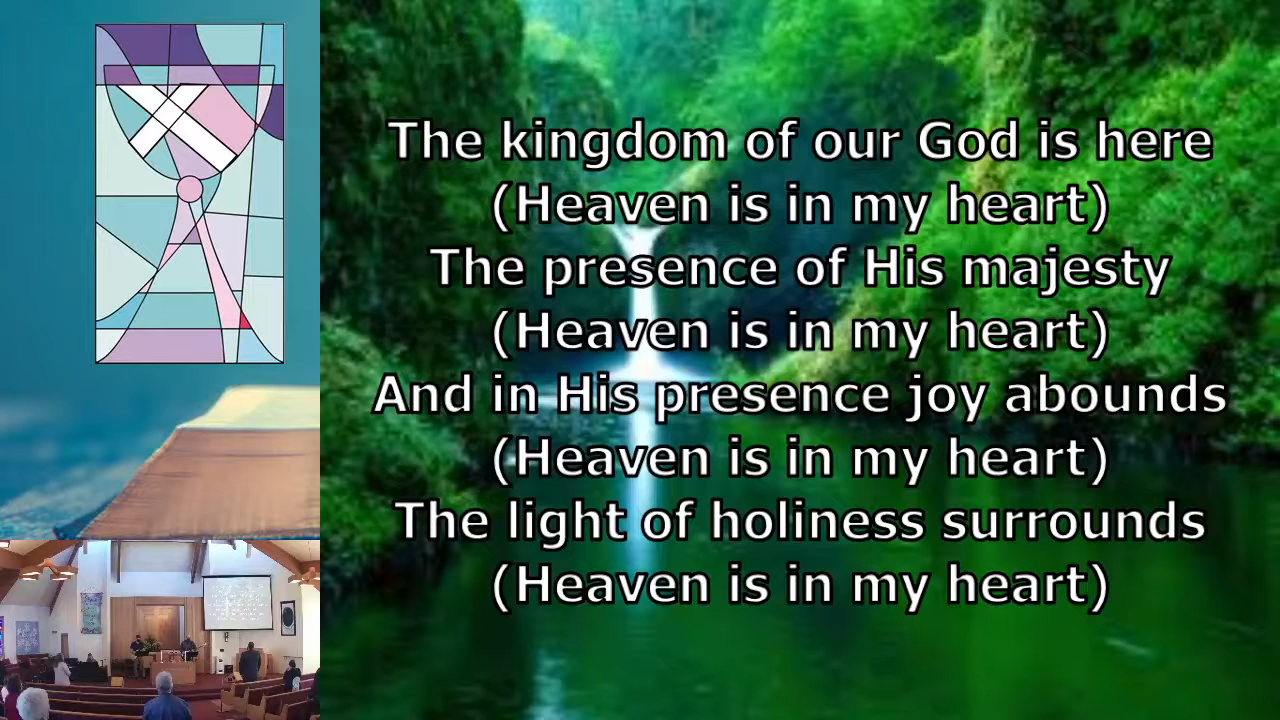 The kingdom of our God is here
(Heaven is in my heart)
The presence of His majesty
(Heaven is in my heart)
And in His presence joy abounds
(Heaven is in my heart)
The light of holiness surrounds
(Heaven is in my heart)